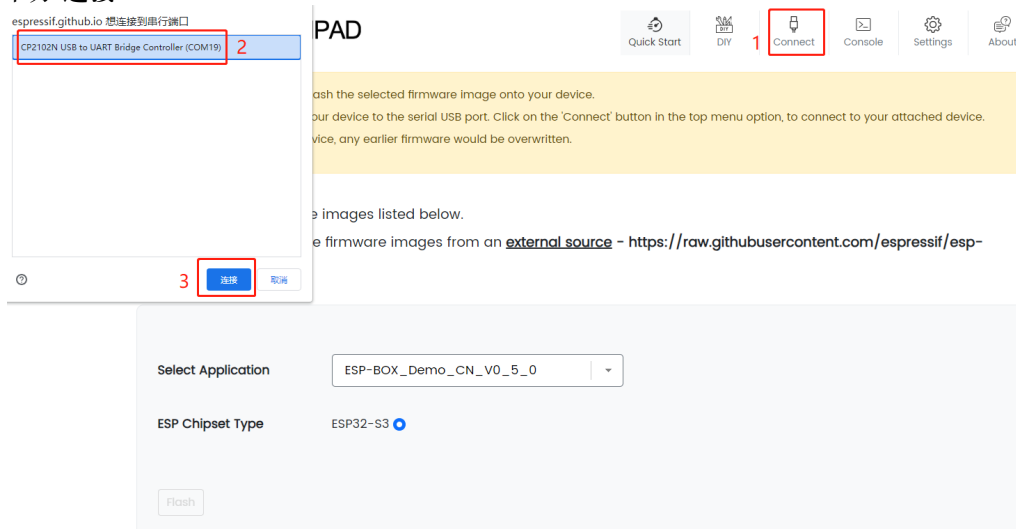 espressif.github.io 想连接到串行端口
CP2102N USB to UART Bridge Controller (COM19)
2
3
连接
取消
PAD
Quick Start
DIY
DIY
1
Connect
Console
Settings
About
ash the selected firmware image onto your device.
our device to the serial USB port. Click on the 'Connect' button in the top menu option, to connect to your attached device.
vice, any earlier firmware would be overwritten.
e images listed below.
e firmware images from an external source - https://raw.githubusercontent.com/espressif/esp-
Select Application
ESP-BOX_Demo_CN_V0_5_0
ESP Chipset Type
ESP32-S3
Flash